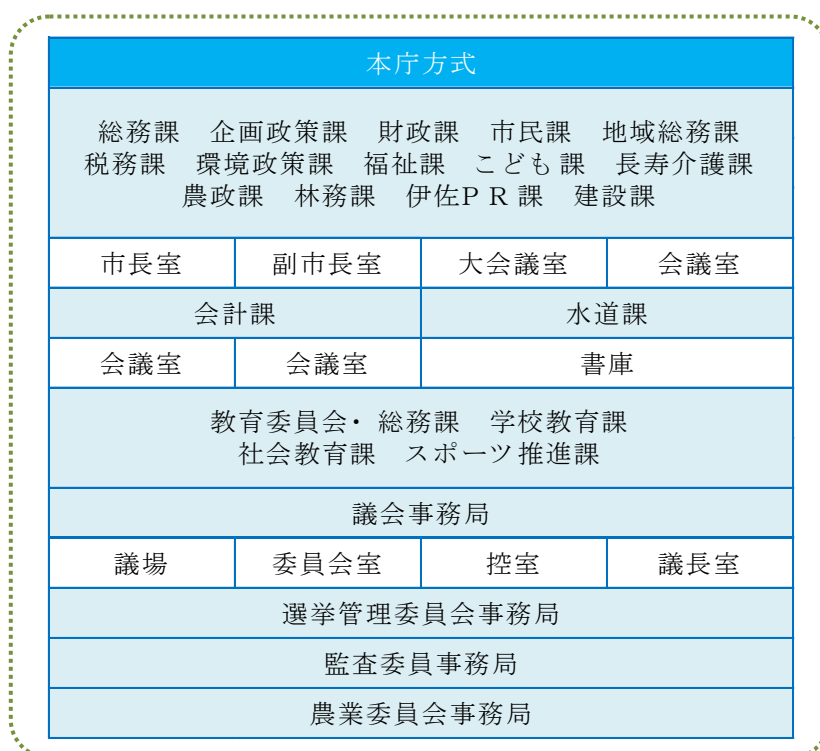 本庁方式
総務課　企画政策課　財政課　市民課　地域総務課
税務課　環境政策課　福祉課　こども課　長寿介護課
農政課　林務課　伊佐PR課　建設課
市長室　副市長室　大会議室　会議室
会計課　水道課
会議室　会議室　書庫
教育委員会・総務課　学校教育課
社会教育課　スポーツ推進課
議会事務局
議場　委員会室　控室　議長室
選挙管理委員会事務局
監査委員事務局
農業委員会事務局